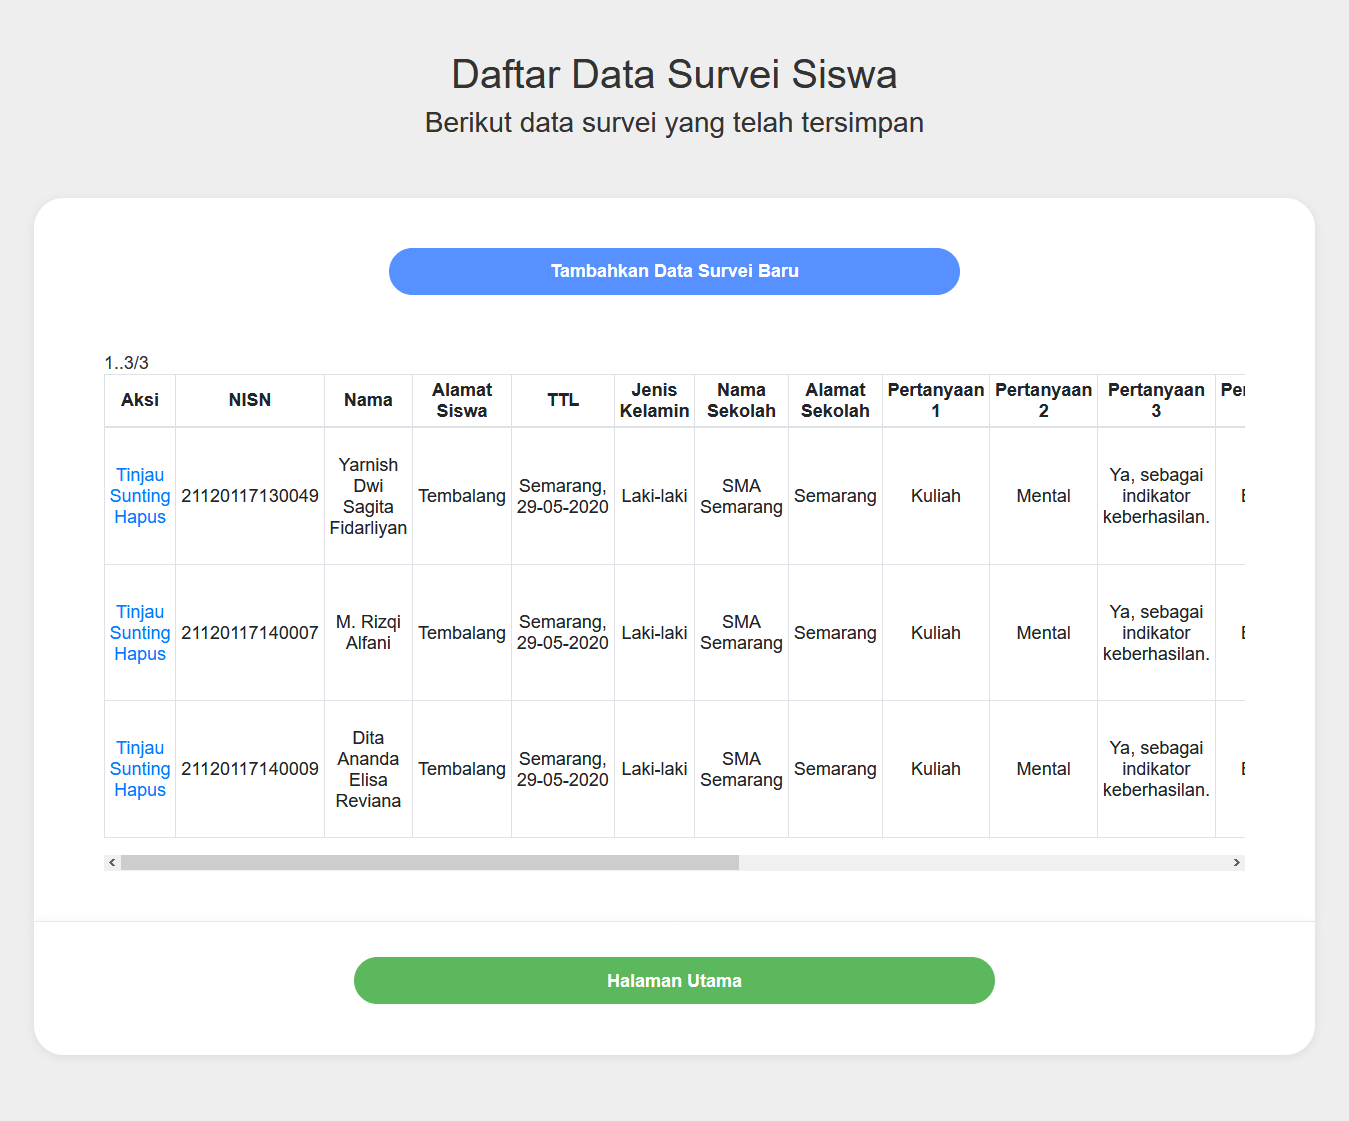 Daftar Data Survei Siswa
Berikut data survei yang telah tersimpan
Tambahkan Data Survei Baru
1..3/3
Aksi NISN Nama Alamat Siswa TTL Jenis Kelamin Nama Sekolah Alamat Sekolah Pertanyaan 1 Pertanyaan 2 Pertanyaan 3
Tinjau Sunting Hapus 21120117130049 Yarnish Dwi Sagita Fidarliyan Tembalang Semarang, 29-05-2020 Laki-laki SMA Semarang Semarang Kuliah Mental Ya, sebagai indikator keberhasilan.
Tinjau Sunting Hapus 21120117140007 M. Rizqi Alfani Tembalang Semarang, 29-05-2020 Laki-laki SMA Semarang Semarang Kuliah Mental Ya, sebagai indikator keberhasilan.
Tinjau Sunting Hapus 21120117140009 Dita Ananda Elisa Reviana Tembalang Semarang, 29-05-2020 Laki-laki SMA Semarang Semarang Kuliah Mental Ya, sebagai indikator keberhasilan.
Halaman Utama